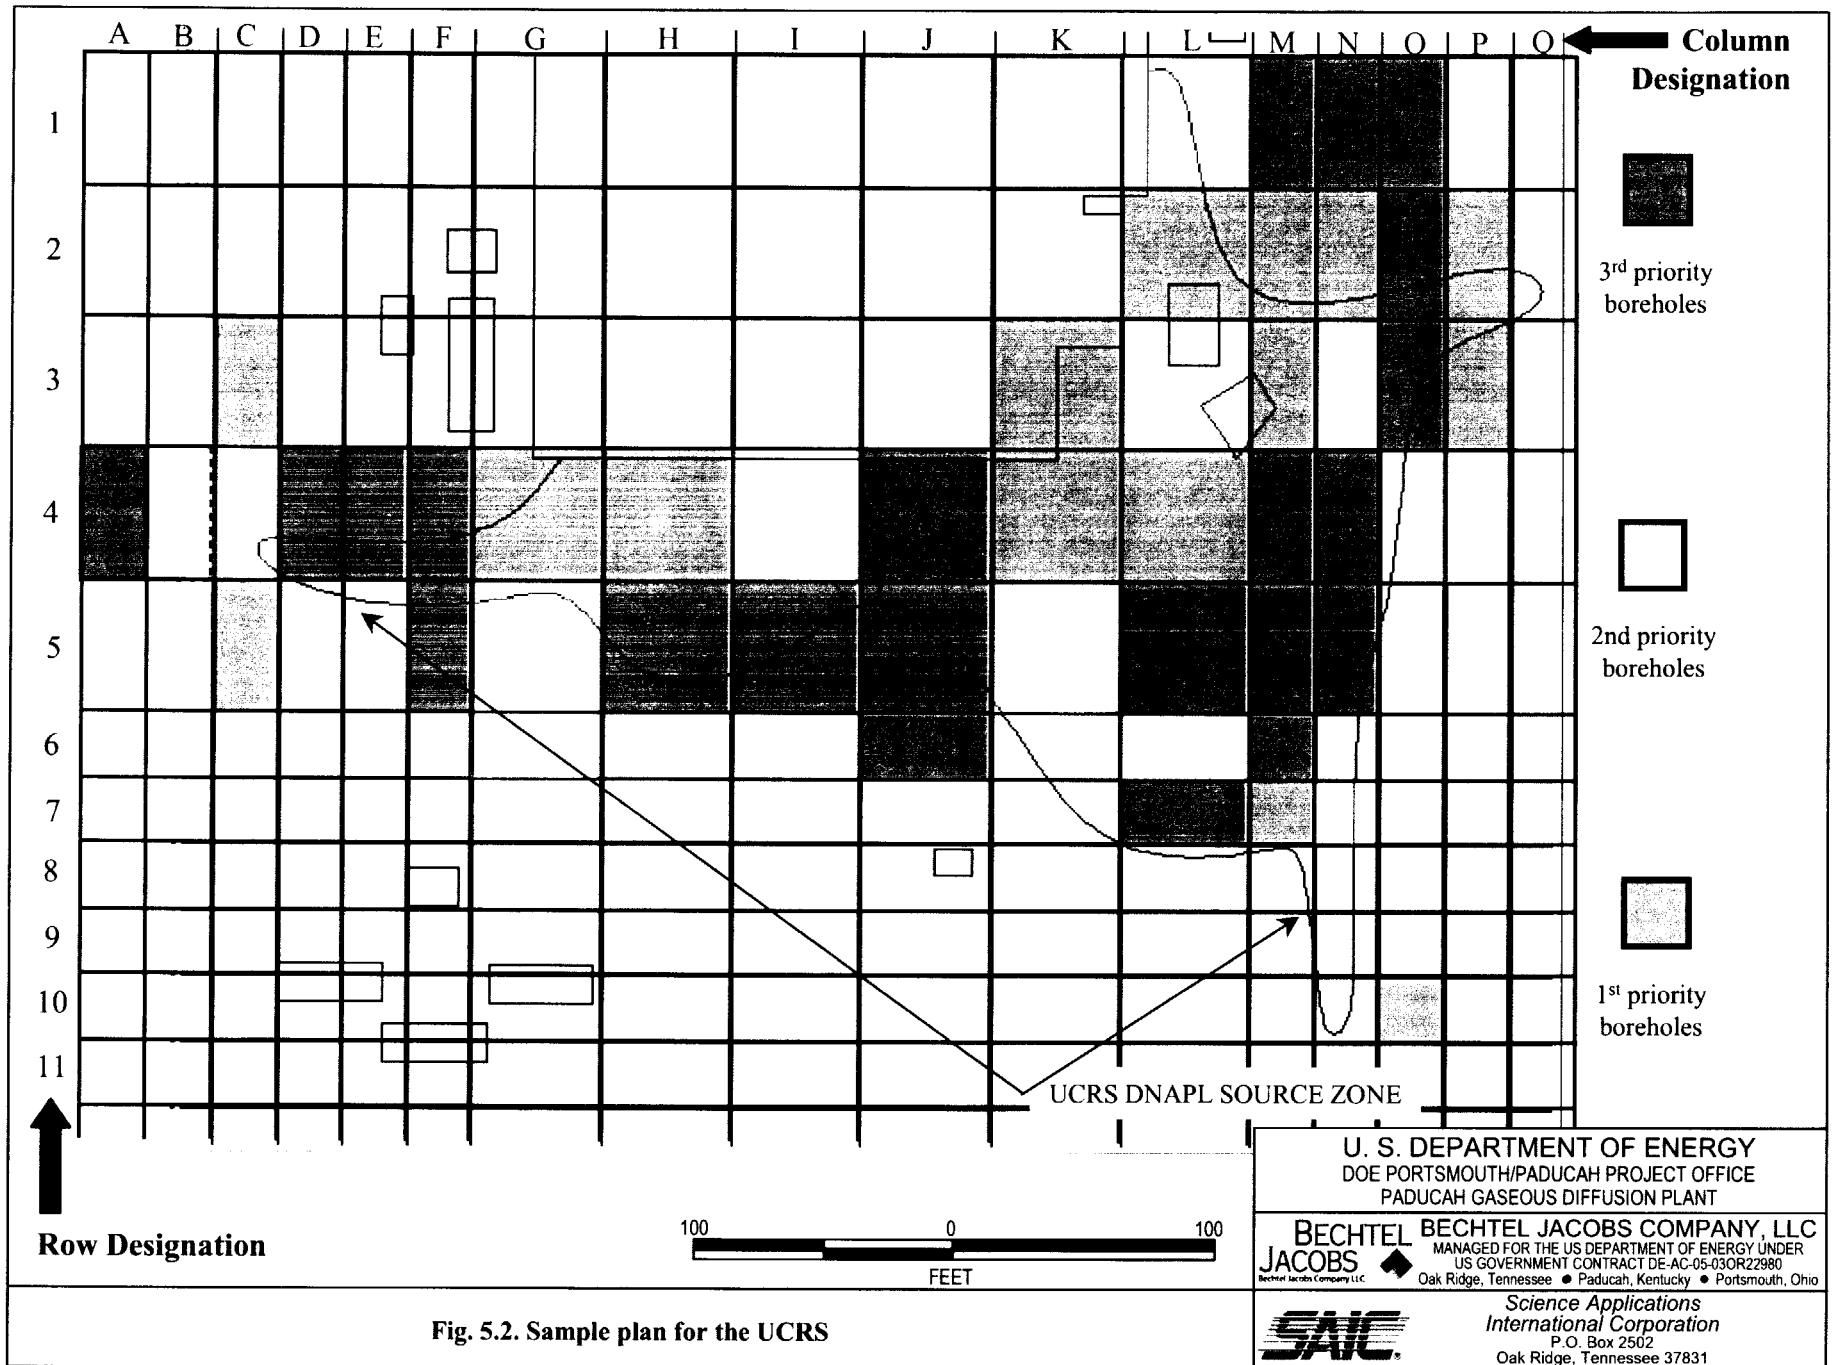 A B C D E F G H I J K L M N O P Q
Column
Designation
1
2
3
4
5
6
7
8
9
10
11
3rd priority
boreholes
2nd priority
boreholes
1st priority
boreholes
UCRS DNAPL SOURCE ZONE
Row Designation
100 0 100
FEET
Fig. 5.2. Sample plan for the UCRS
U. S. DEPARTMENT OF ENERGY
DOE PORTSMOUTH/PADUCAH PROJECT OFFICE
PADUCAH GASEOUS DIFFUSION PLANT
BECHTEL
JACOBS
Bechtel Jacobs Company LLC
BECHTEL JACOBS COMPANY, LLC
MANAGED FOR THE US DEPARTMENT OF ENERGY UNDER
US GOVERNMENT CONTRACT DE-AC-05-03OR22980
Oak Ridge, Tennessee ● Paducah, Kentucky ● Portsmouth, Ohio
SAIC
Science Applications
International Corporation
P.O. Box 2502
Oak Ridge, Tennessee 37831